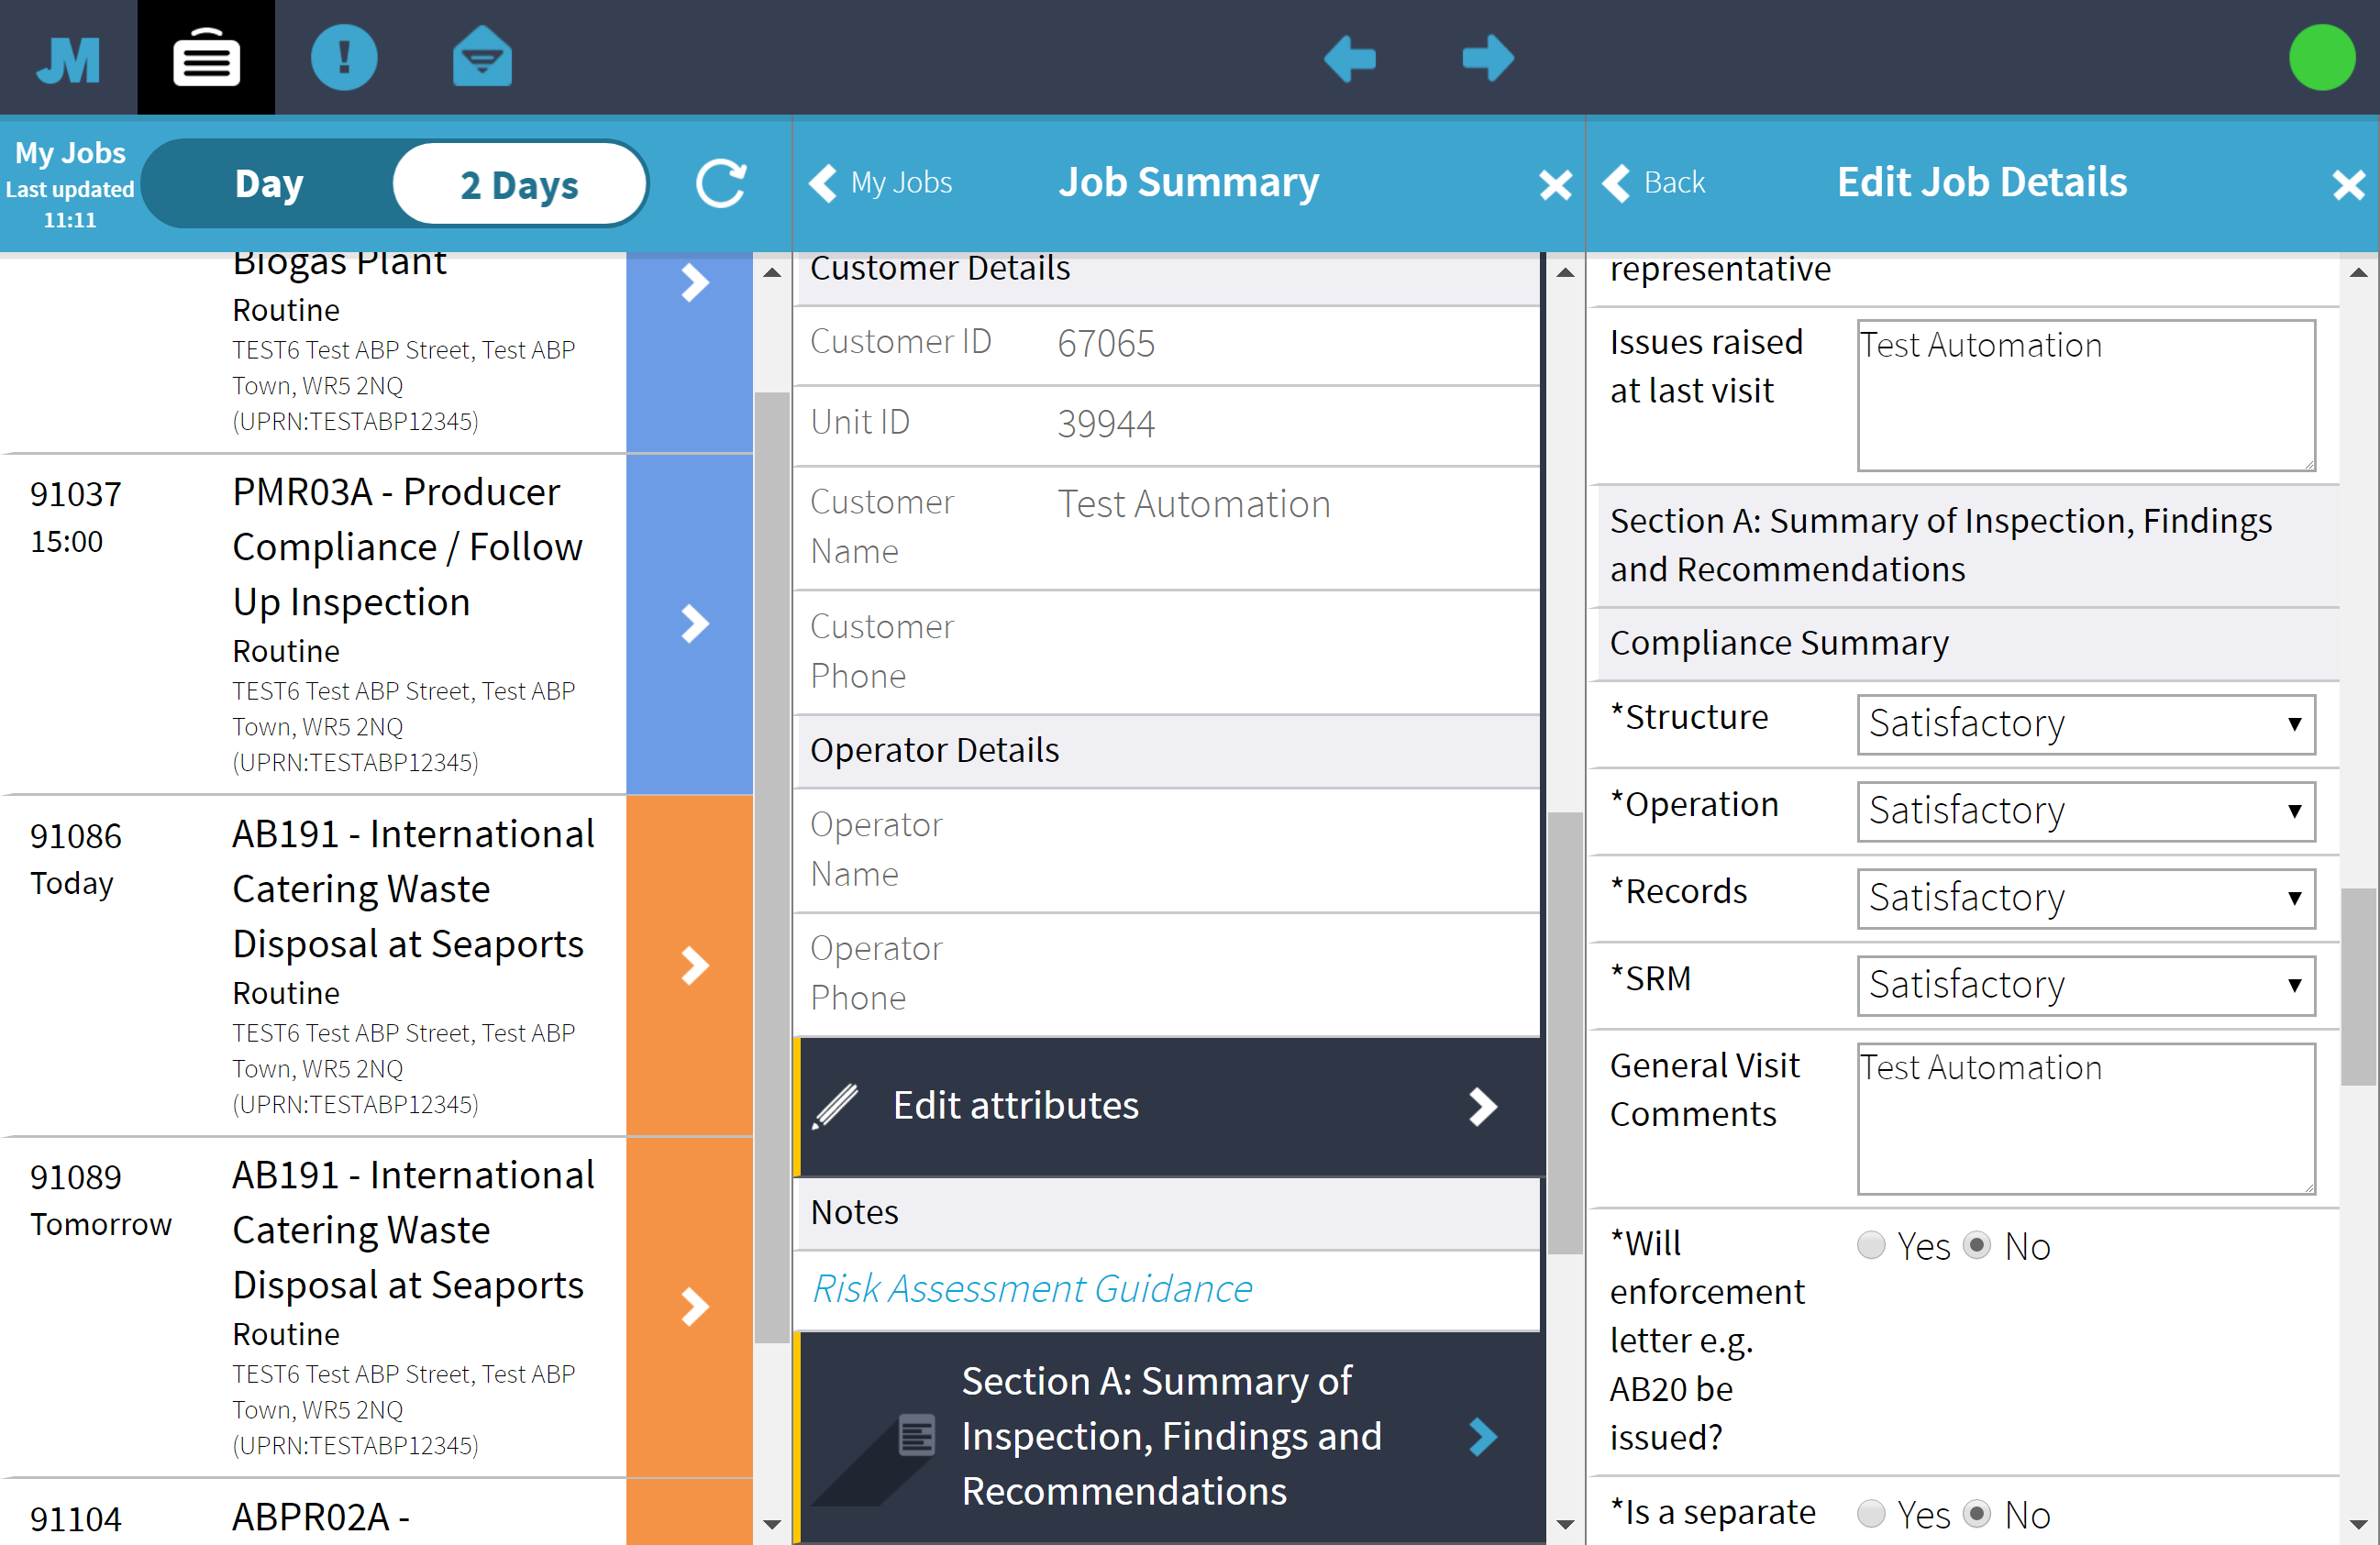 JM
My Jobs
Last updated
11:11
Day
2 Days
Biogas Plant
Routine
TEST6 Test ABP Street, Test ABP
Town, WR5 2NQ
(UPRN:TESTABP12345)
91037
15:00
PMR03A - Producer
Compliance / Follow
Up Inspection
Routine
TEST6 Test ABP Street, Test ABP
Town, WR5 2NQ
(UPRN:TESTABP12345)
91086
Today
AB191 - International
Catering Waste
Disposal at Seaports
Routine
TEST6 Test ABP Street, Test ABP
Town, WR5 2NQ
(UPRN:TESTABP12345)
91089
Tomorrow
AB191 - International
Catering Waste
Disposal at Seaports
Routine
TEST6 Test ABP Street, Test ABP
Town, WR5 2NQ
(UPRN:TESTABP12345)
91104
ABPR02A -
My Jobs
Job Summary
Customer Details
Customer ID 67065
Unit ID 39944
Customer Name Test Automation
Customer
Phone
Operator Details
Operator
Name
Operator
Phone
Edit attributes
Notes
Risk Assessment Guidance
Section A: Summary of
Inspection, Findings and
Recommendations
Back
Edit Job Details
representative
Issues raised
at last visit
Test Automation
Section A: Summary of Inspection, Findings
and Recommendations
Compliance Summary
*Structure Satisfactory
*Operation Satisfactory
*Records Satisfactory
*SRM Satisfactory
General Visit
Comments
Test Automation
*Will
enforcement
letter e.g.
AB20 be
issued?
Yes No
*Is a separate Yes No